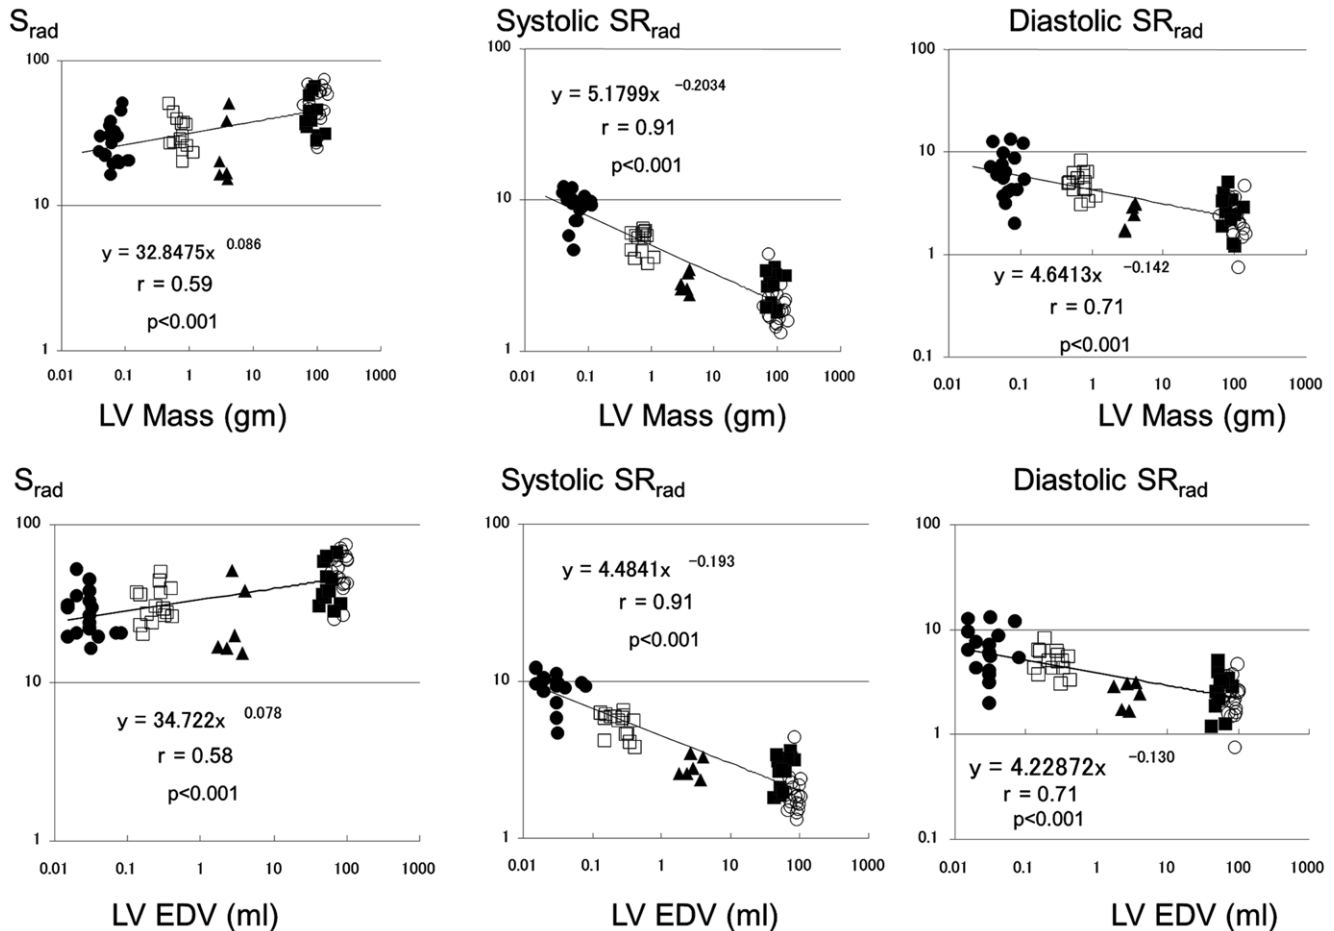 S_rad
100
10
1
y = 32.8475x ^0.086
r = 0.59
p<0.001
0.01 0.1 1 10 100 1000
LV Mass (gm)
Systolic SR_rad
100
10
1
y = 5.1799x ^−0.2034
r = 0.91
p<0.001
0.01 0.1 1 10 100 1000
LV Mass (gm)
Diastolic SR_rad
100
10
1
0.1
y = 4.6413x ^−0.142
r = 0.71
p<0.001
0.01 0.1 1 10 100 1000
LV Mass (gm)
S_rad
100
10
1
y = 34.722x ^0.078
r = 0.58
p<0.001
0.01 0.1 1 10 100 1000
LV EDV (ml)
Systolic SR_rad
100
10
1
y = 4.4841x ^−0.193
r = 0.91
p<0.001
0.01 0.1 1 10 100 1000
LV EDV (ml)
Diastolic SR_rad
100
10
1
0.1
y = 4.22872x ^−0.130
r = 0.71
p<0.001
0.01 0.1 1 10 100 1000
LV EDV (ml)